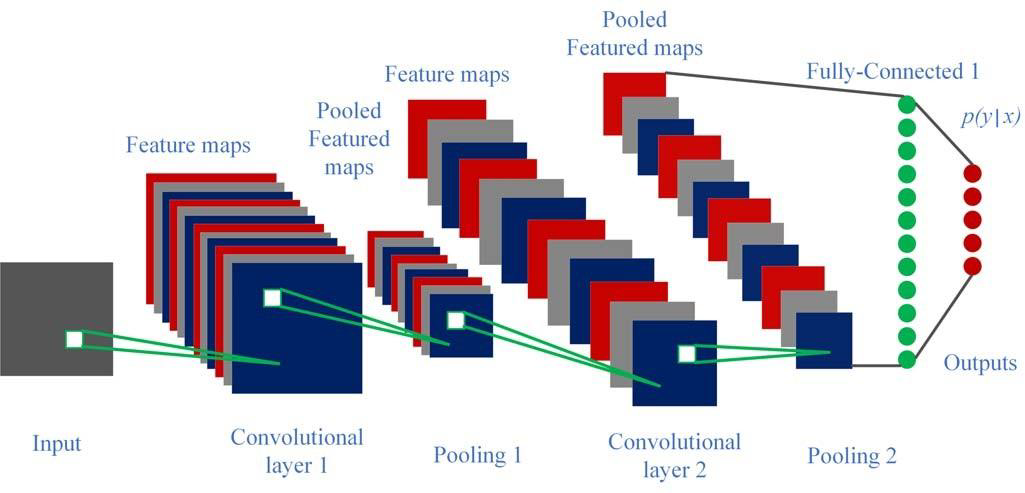 Pooled
Featured maps
Feature maps
Fully-Connected 1
Pooled
Featured
maps
p(y|x)
Feature maps
Outputs
Input
Convolutional
layer 1
Pooling 1
Convolutional
layer 2
Pooling 2